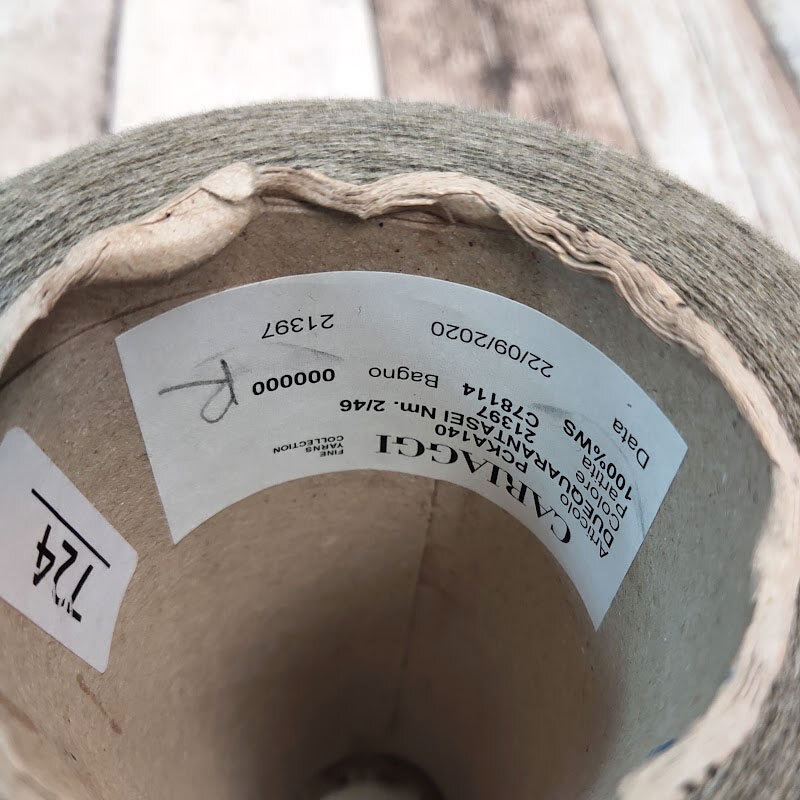 CARIAGGI
FINE
YARNS
COLLECTION
Articolo PCKA140
DUEQUARANTASEI Nm. 2/46
Colore 21397
Partita C78114 Bagno 000000
100%WS
R
Data 22/09/2020 21397
724